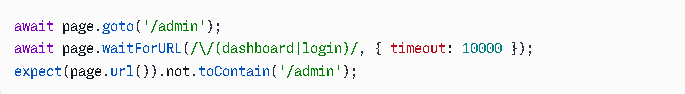 await page.goto('/admin');
await page.waitForURL(/\/(dashboard|login)/, { timeout: 10000 });
expect(page.url()).not.toContain('/admin');